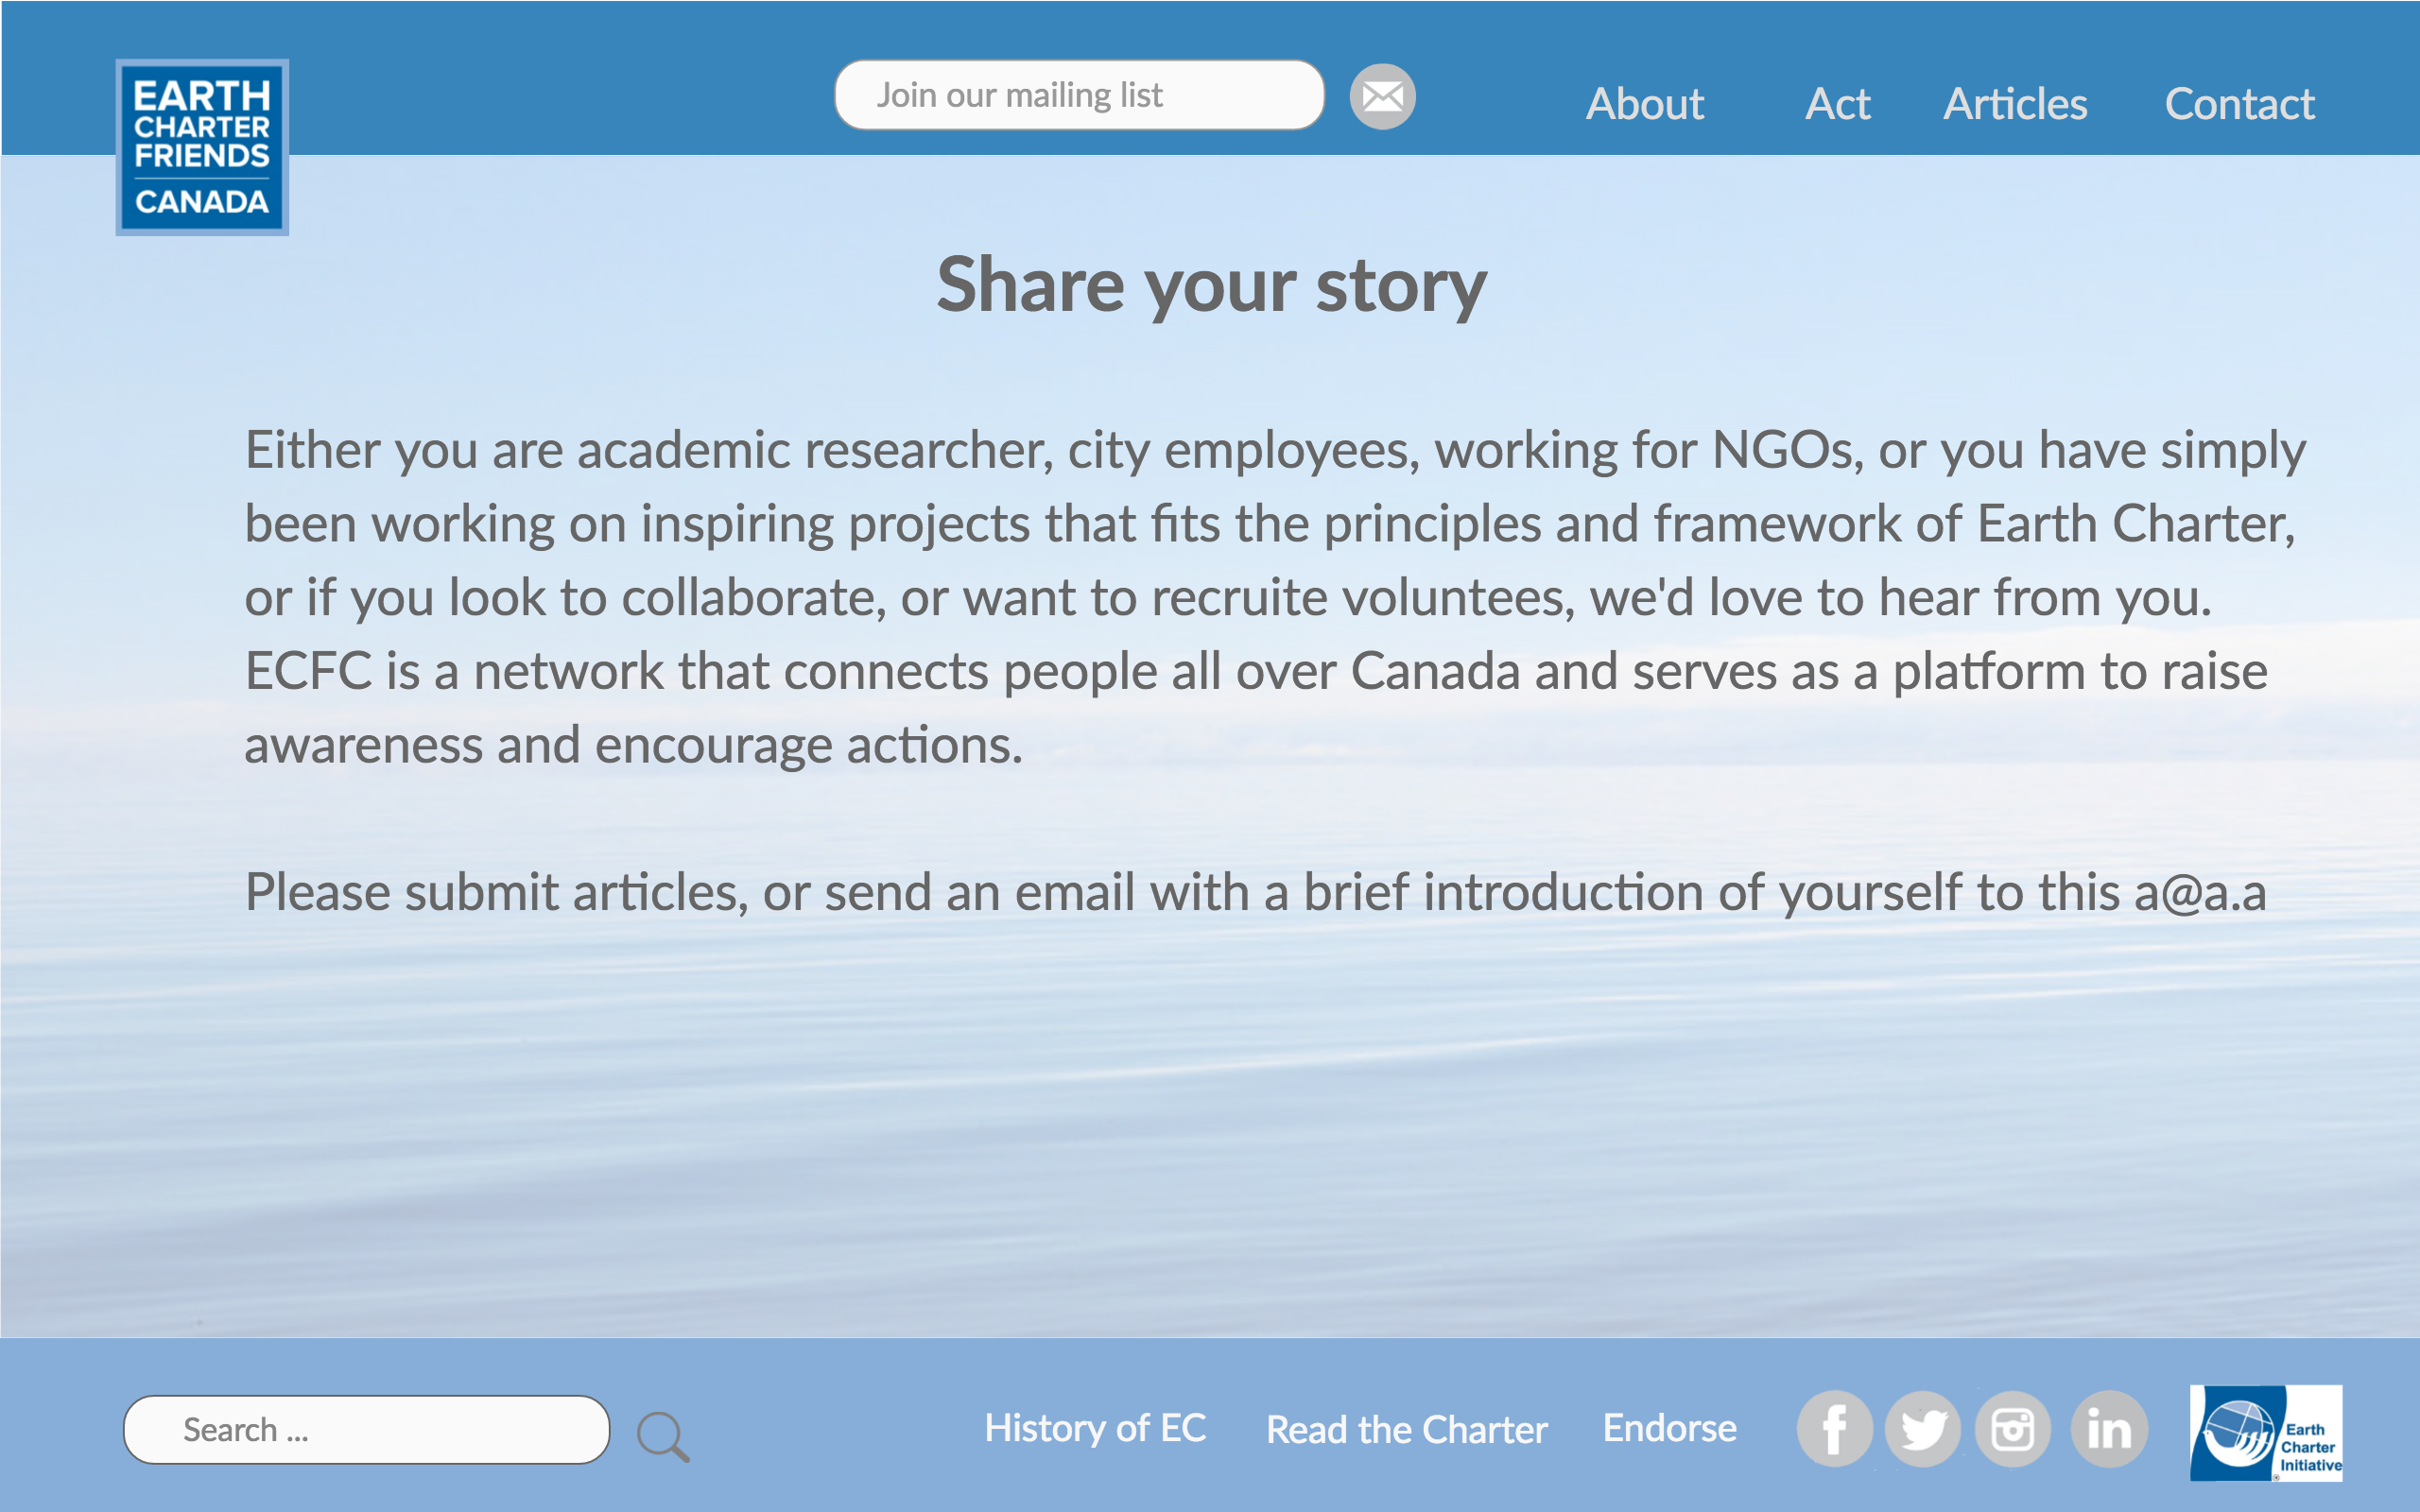 EARTH
CHARTER
FRIENDS
CANADA
Join our mailing list
About Act Articles Contact
Share your story
Either you are academic researcher, city employees, working for NGOs, or you have simply
been working on inspiring projects that fits the principles and framework of Earth Charter,
or if you look to collaborate, or want to recruite voluntees, we'd love to hear from you.
ECFC is a network that connects people all over Canada and serves as a platform to raise
awareness and encourage actions.
Please submit articles, or send an email with a brief introduction of yourself to this a@a.a
Search ...
History of EC Read the Charter Endorse
f
in
Earth
Charter
Initiative
®